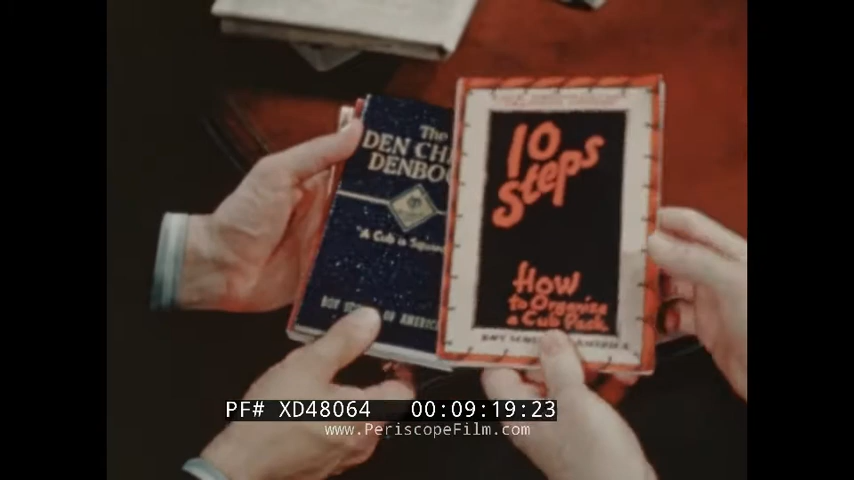 The
DEN CH
DENBO
"A Cub is Square
BOY SCOUTS OF AMERICA
10
Steps
How
to Organize
a Cub Pack
BOY SCOUTS AMERICA
PF# XD48064 00:09:19:23
www.PeriscopeFilm.com